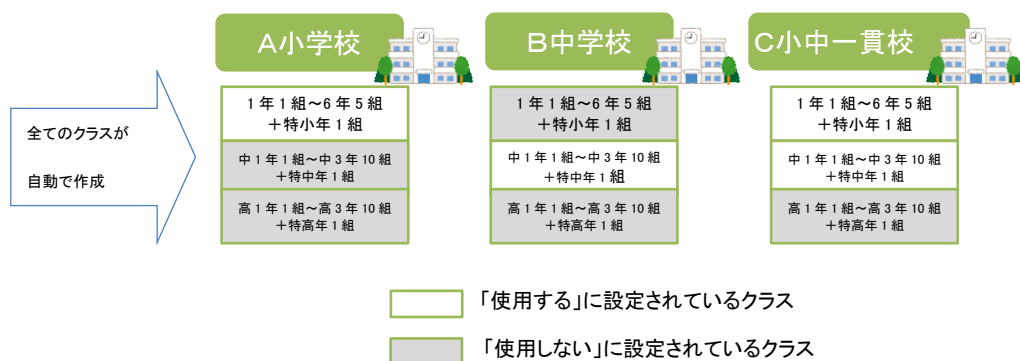 A小学校
B中学校
C小中一貫校
全てのクラスが
自動で作成
1年1組~6年5組
+特小年1組
中1年1組~中3年10組
+特中年1組
高1年1組~高3年10組
+特高年1組
1年1組~6年5組
+特小年1組
中1年1組~中3年10組
+特中年1組
高1年1組~高3年10組
+特高年1組
1年1組~6年5組
+特小年1組
中1年1組~中3年10組
+特中年1組
高1年1組~高3年10組
+特高年1組
「使用する」に設定されているクラス
「使用しない」に設定されているクラス